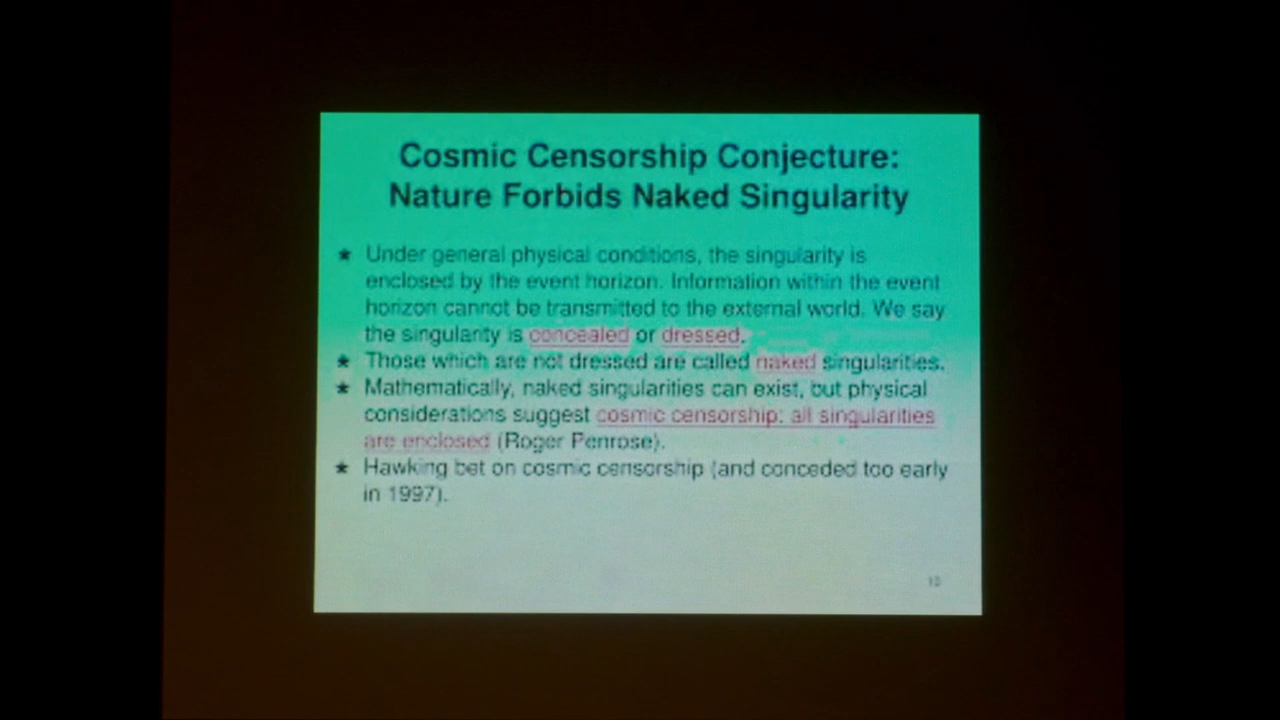 Cosmic Censorship Conjecture:
Nature Forbids Naked Singularity
★ Under general physical conditions, the singularity is
enclosed by the event horizon. Information within the event
horizon cannot be transmitted to the external world. We say
the singularity is concealed or dressed.
★ Those which are not dressed are called naked singularities.
★ Mathematically, naked singularities can exist, but physical
considerations suggest cosmic censorship: all singularities
are enclosed (Roger Penrose).
★ Hawking bet on cosmic censorship (and conceded too early
in 1997).